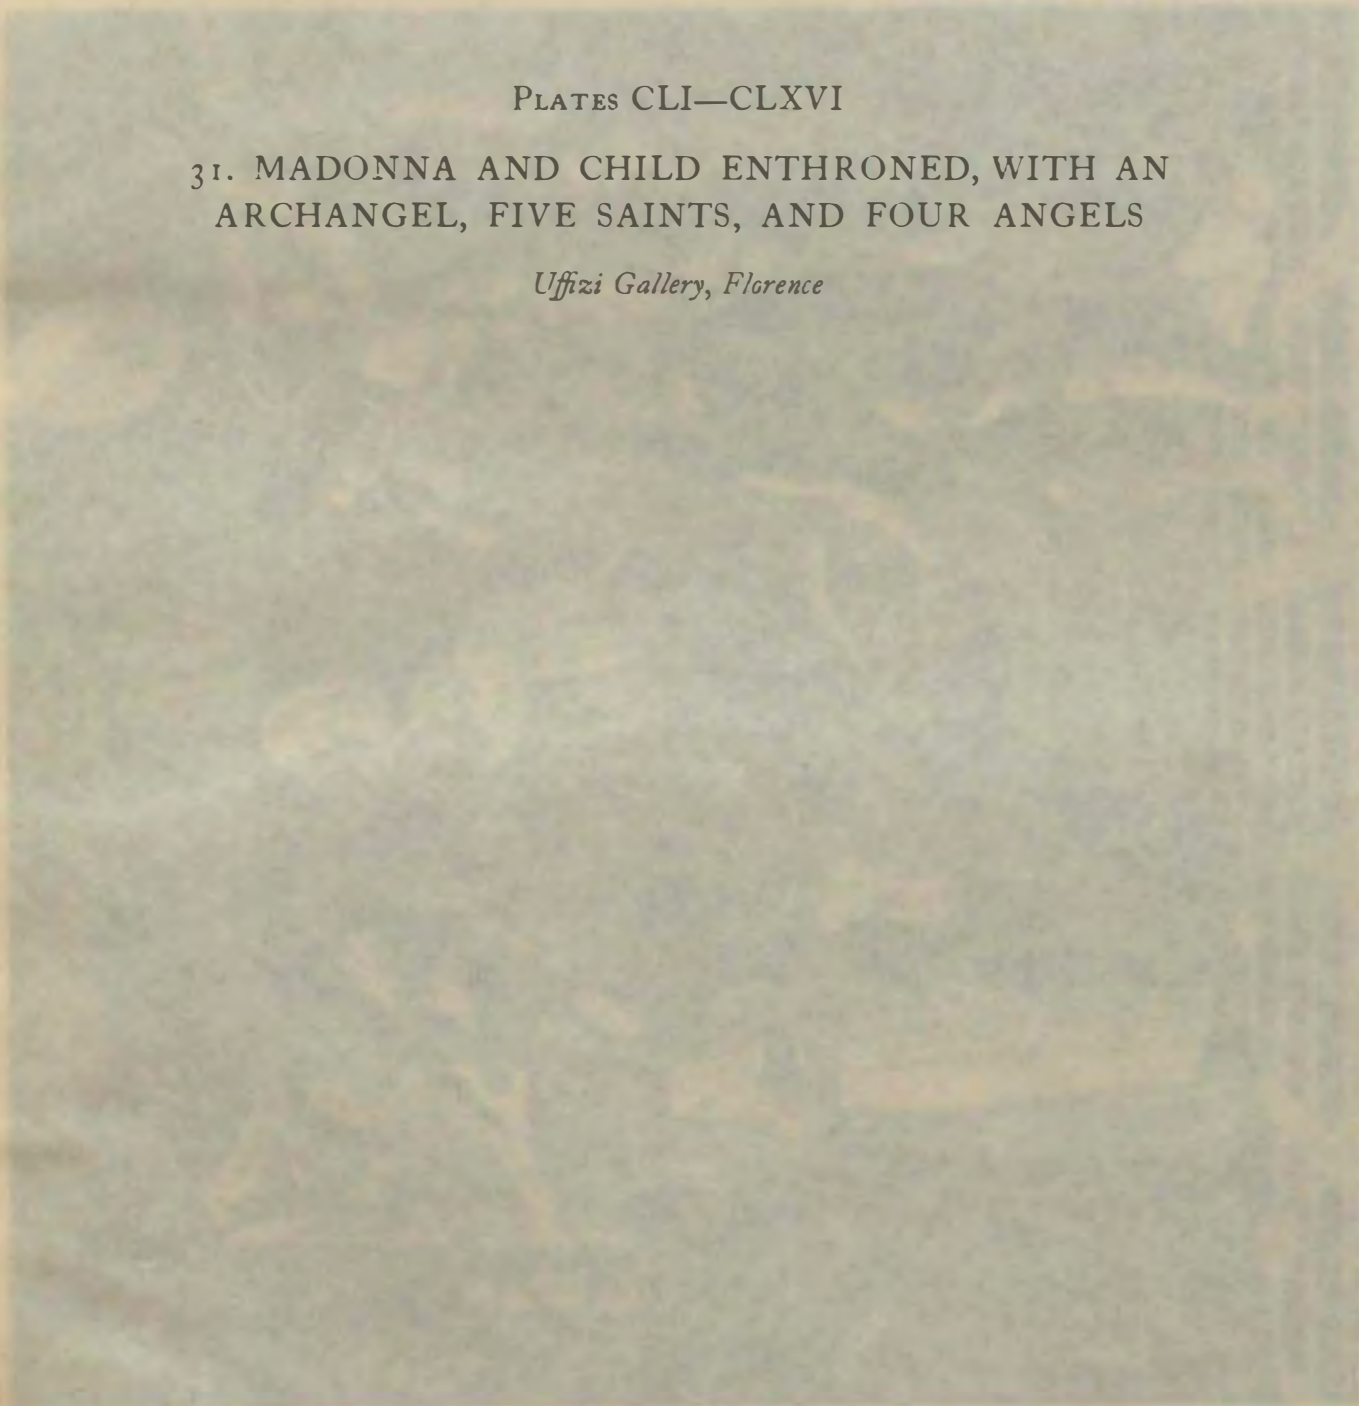 Plates CLI—CLXVI
31. MADONNA AND CHILD ENTHRONED, WITH AN
ARCHANGEL, FIVE SAINTS, AND FOUR ANGELS
Uffizi Gallery, Florence